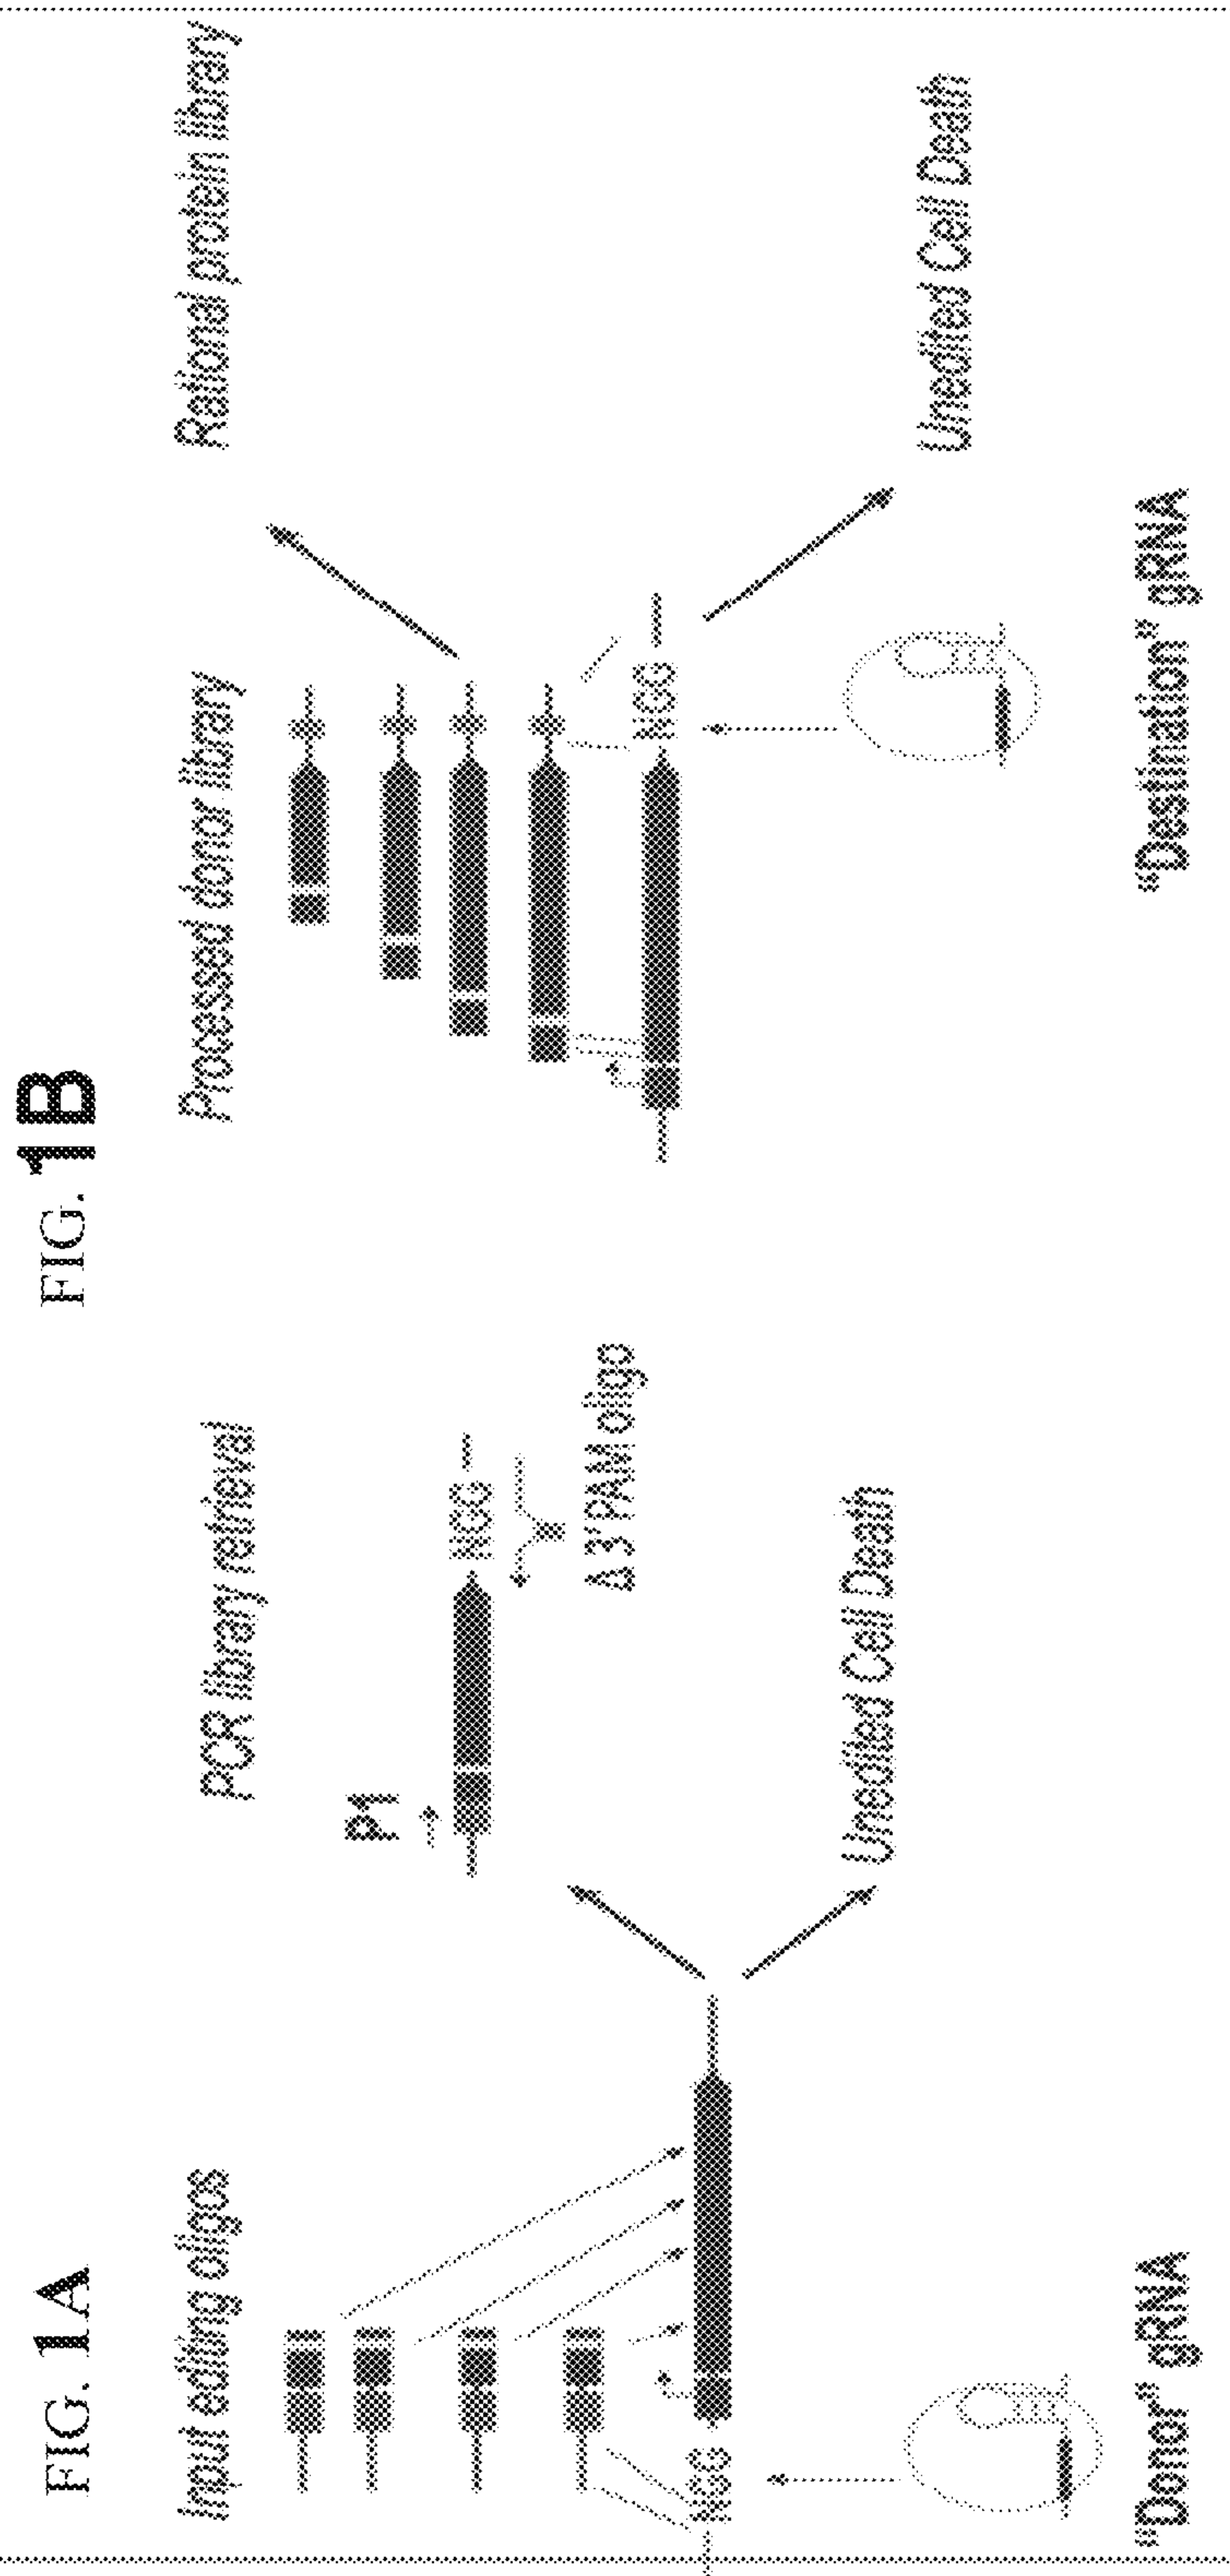 FIG. 1A
Input editing oligos
NGG
"Donor" gRNA
PCR library retrieval
P1
NGG
Δ 3' PAM oligo
Unedited Cell Death
FIG. 1B
Processed donor library
NGG
"Destination" gRNA
Rational protein library
Unedited Cell Death